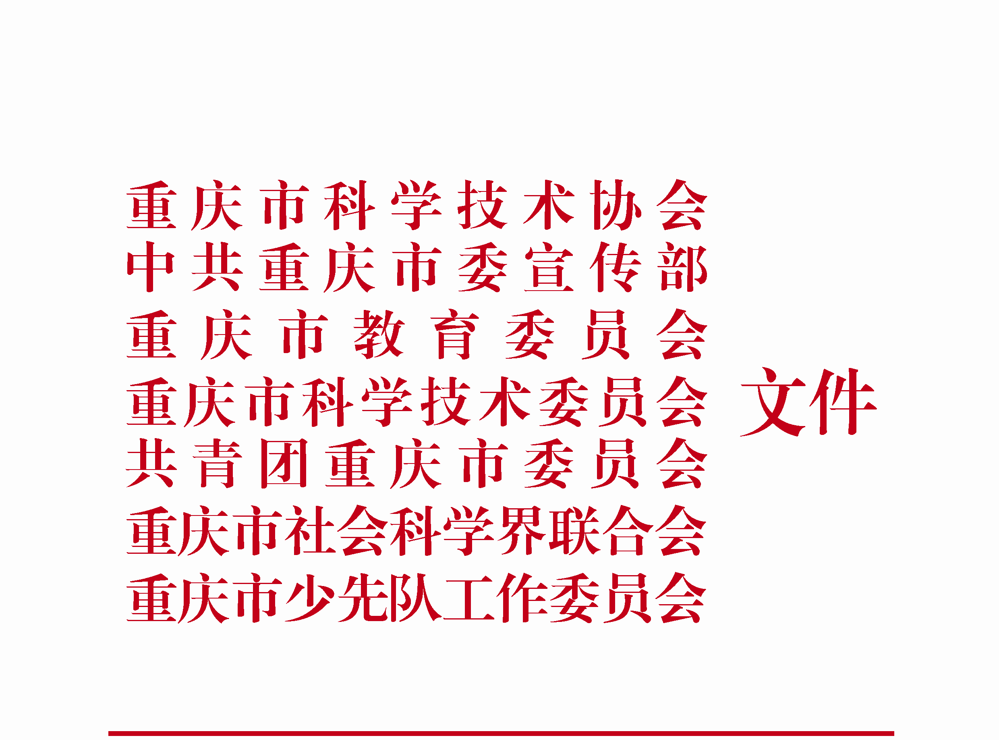 重庆市科学技术协会
中共重庆市委宣传部
重庆市教育委员会
重庆市科学技术委员会
共青团重庆市委员会
重庆市社会科学界联合会
重庆市少先队工作委员会
文件